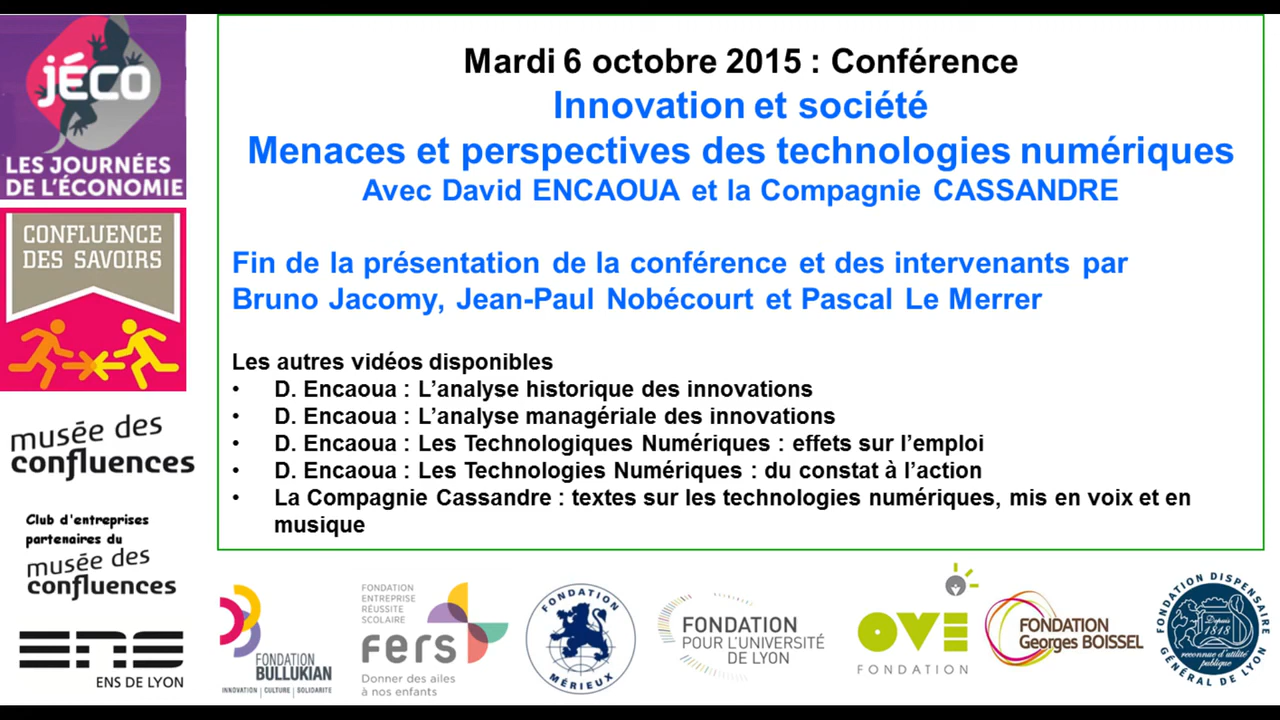 jéco
LES JOURNÉES
DE L'ÉCONOMIE
CONFLUENCE
DES SAVOIRS
musée des
confluences
Club d'entreprises
partenaires du
musée des
confluences
ENS
ENS DE LYON
Mardi 6 octobre 2015 : Conférence
Innovation et société
Menaces et perspectives des technologies numériques
Avec David ENCAOUA et la Compagnie CASSANDRE
Fin de la présentation de la conférence et des intervenants par
Bruno Jacomy, Jean-Paul Nobécourt et Pascal Le Merrer
Les autres vidéos disponibles
• D. Encaoua : L’analyse historique des innovations
• D. Encaoua : L’analyse managériale des innovations
• D. Encaoua : Les Technologiques Numériques : effets sur l’emploi
• D. Encaoua : Les Technologies Numériques : du constat à l’action
• La Compagnie Cassandre : textes sur les technologies numériques, mis en voix et en
musique
FONDATION
BULLUKIAN
INNOVATION | CULTURE | SOLIDARITE
FONDATION
ENTREPRISE
RÉUSSITE
SCOLAIRE
fers
Donner des ailes
à nos enfants
FONDATION
MÉRIEUX
FONDATION
POUR L'UNIVERSITÉ
DE LYON
OVE
FONDATION
FONDATION
Georges BOISSEL
FONDATION DISPENSAIRE
GÉNÉRAL DE LYON
Depuis
1818
reconnue d'utilité
publique